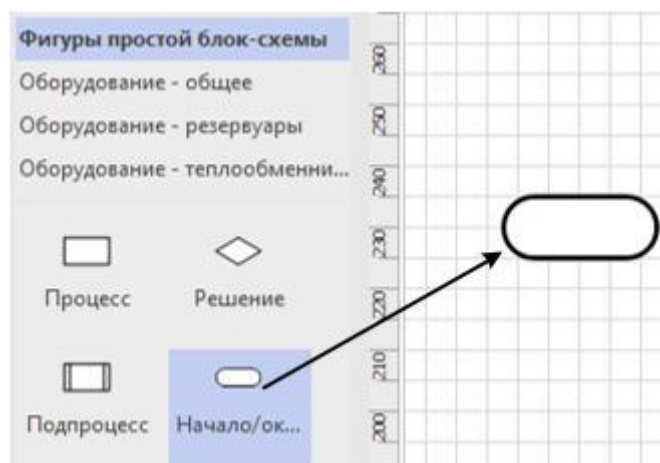 Фигуры простой блок-схемы
Оборудование - общее
Оборудование - резервуары
Оборудование - теплообменни...
Процесс
Решение
Подпроцесс
Начало/ок...
260
250
240
230
220
210
200